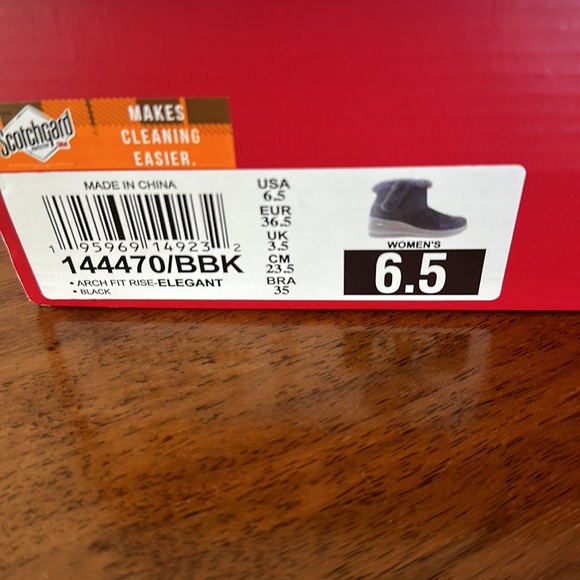 Scotchgard
MAKES
CLEANING
EASIER.
MADE IN CHINA
1 95969 14923 2
144470/BBK
• ARCH FIT RISE-ELEGANT
• BLACK
USA
6.5
EUR
36.5
UK
3.5
CM
23.5
BRA
35
WOMEN'S
6.5